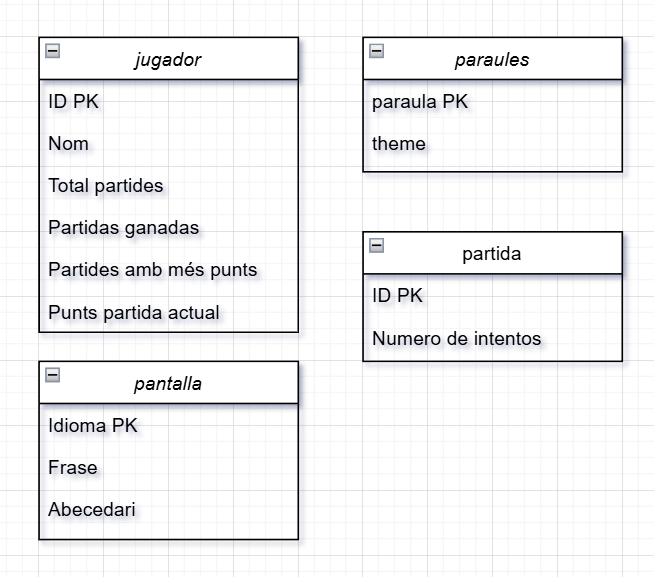 jugador
ID PK
Nom
Total partides
Partidas ganadas
Partides amb més punts
Punts partida actual
paraules
paraula PK
theme
partida
ID PK
Numero de intentos
pantalla
Idioma PK
Frase
Abecedari